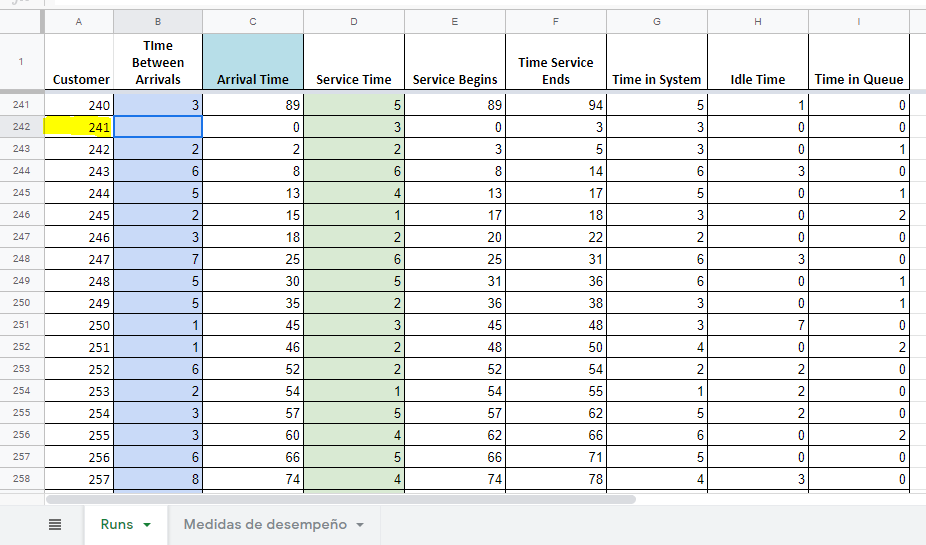 A B C D E F G H I
1 Customer TIme Between Arrivals Arrival Time Service Time Service Begins Time Service Ends Time in System Idle Time Time in Queue
241 240 3 89 5 89 94 5 1 0
242 241 0 3 0 3 3 0 0
243 242 2 2 2 3 5 3 0 1
244 243 6 8 6 8 14 6 3 0
245 244 5 13 4 13 17 5 0 1
246 245 2 15 1 17 18 3 0 2
247 246 3 18 2 20 22 2 0 0
248 247 7 25 6 25 31 6 3 0
249 248 5 30 5 31 36 6 0 1
250 249 5 35 2 36 38 3 0 1
251 250 1 45 3 45 48 3 7 0
252 251 1 46 2 48 50 4 0 2
253 252 6 52 2 52 54 2 2 0
254 253 2 54 1 54 55 1 2 0
255 254 3 57 5 57 62 5 2 0
256 255 3 60 4 62 66 6 0 2
257 256 6 66 5 66 71 5 0 0
258 257 8 74 4 74 78 4 3 0
Runs Medidas de desempeño